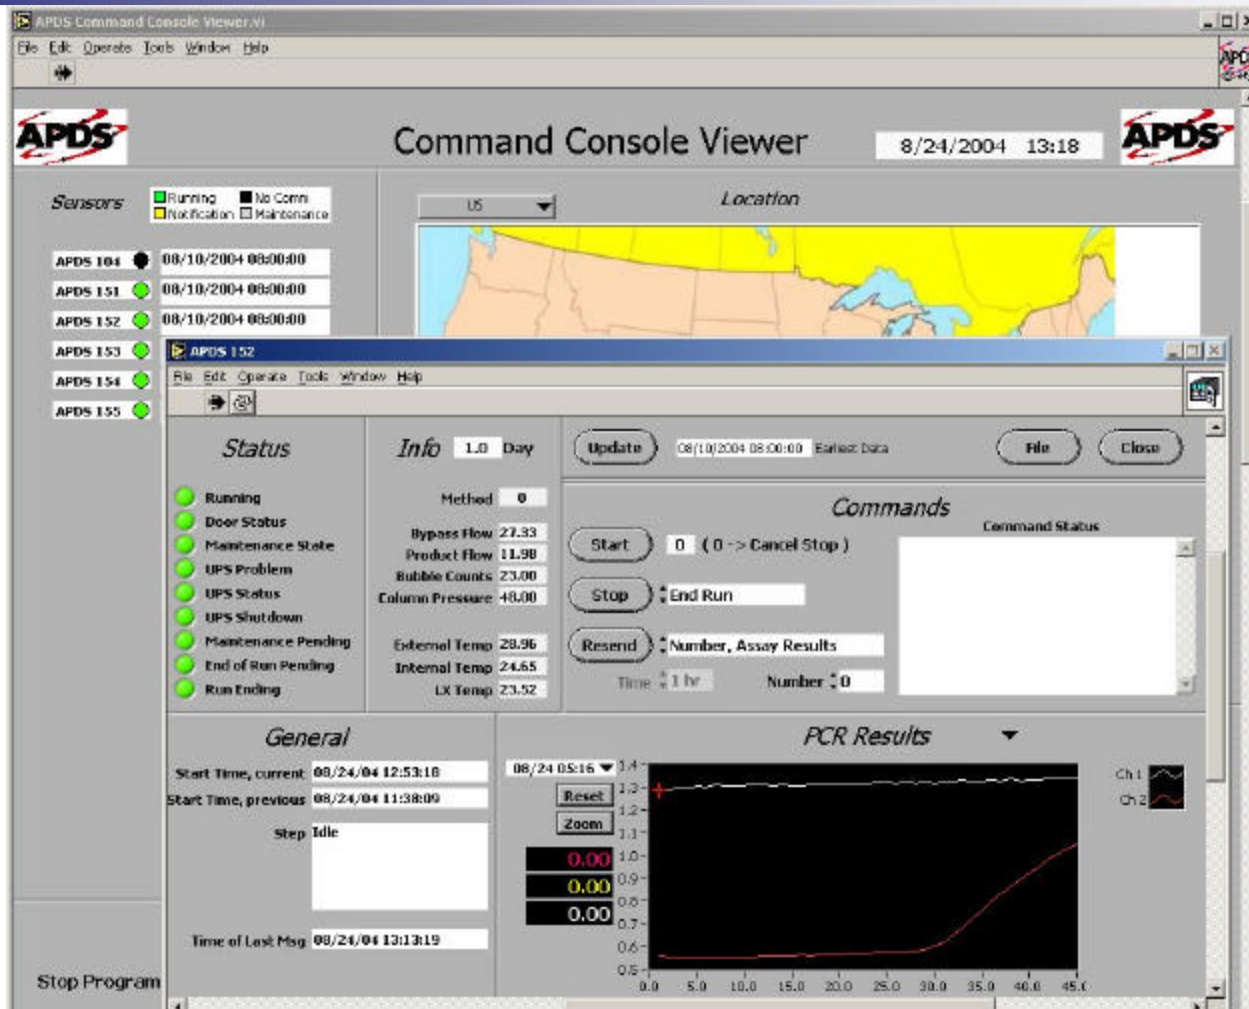 APDS Command Console Viewer.vi
File Edit Operate Tools Window Help
APDS
Command Console Viewer
8/24/2004 13:18
APDS
Sensors
Running No Comm
Notification Maintenance
US
Location
APDS 104 08/10/2004 08:00:00
APDS 151 08/10/2004 08:00:00
APDS 152 08/10/2004 08:00:00
APDS 153
APDS 154
APDS 155
APDS 152
File Edit Operate Tools Window Help
Status
Running
Door Status
Maintenance State
UPS Problem
UPS Status
UPS Shutdown
Maintenance Pending
End of Run Pending
Run Ending
Info 1.0 Day
Method 0
Bypass Flow 27.33
Product Flow 11.98
Bubble Counts 23.00
Column Pressure 48.00
External Temp 28.96
Internal Temp 24.65
LX Temp 23.52
Update 08/10/2004 08:00:00 Earliest Data File Close
Commands
Command Status
Start 0 ( 0 -> Cancel Stop )
Stop End Run
Resend Number, Assay Results
Time 1 hr Number 0
General
Start Time, current 08/24/04 12:53:18
Start Time, previous 08/24/04 11:38:09
Step Idle
Time of Last Msg 08/24/04 13:13:19
PCR Results
08/24 05:16
Reset
Zoom
0.00
0.00
0.00
1.4
1.3
1.2
1.1
1.0
0.9
0.8
0.7
0.6
0.5
0.0 5.0 10.0 15.0 20.0 25.0 30.0 35.0 40.0
Ch 1
Ch 2
Stop Program